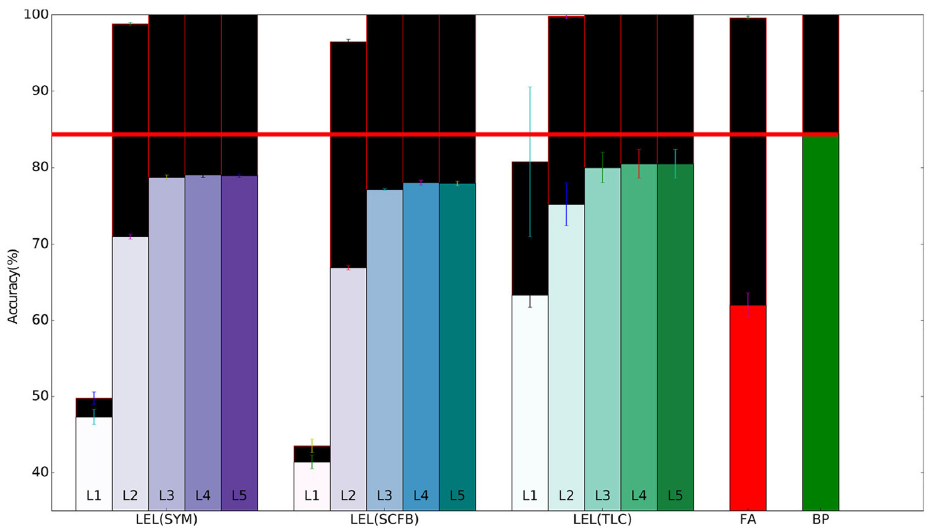 100
90
80
70
60
50
40
Accuracy(%)
L1 L2 L3 L4 L5 L1 L2 L3 L4 L5 L1 L2 L3 L4 L5
LEL(SYM) LEL(SCFB) LEL(TLC) FA BP